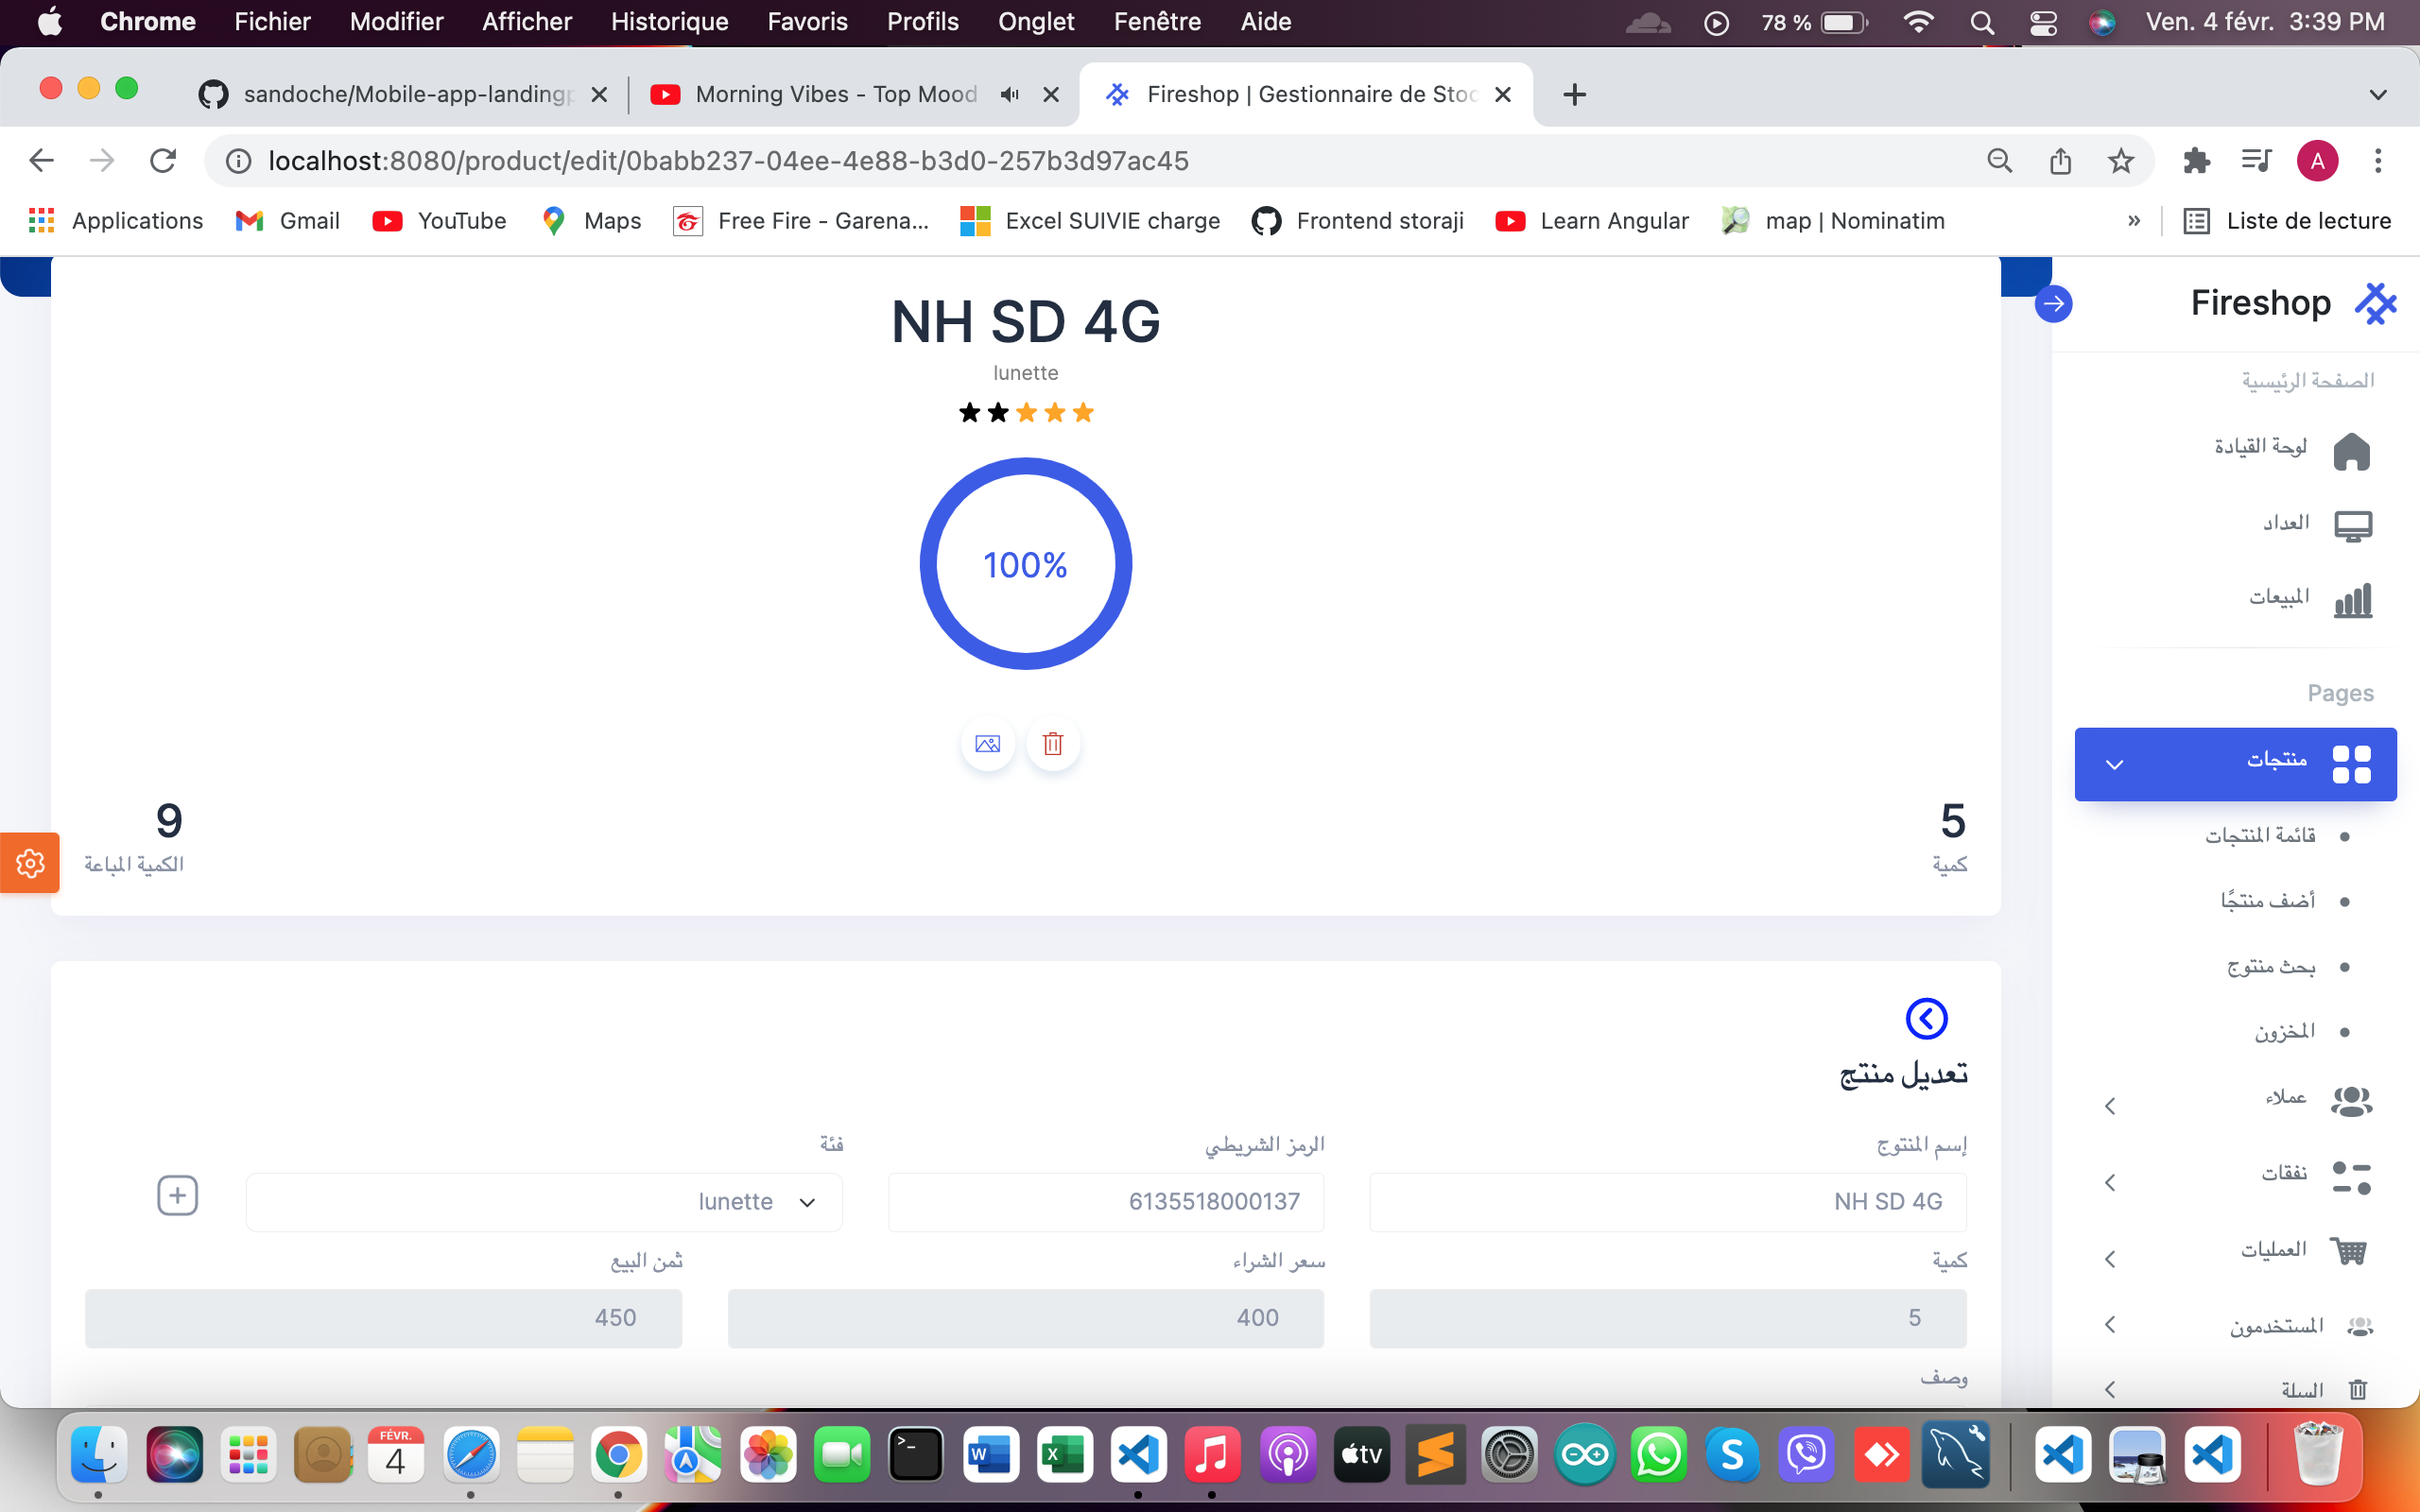 Chrome Fichier Modifier Afficher Historique Favoris Profils Onglet Fenêtre Aide 78 % Ven. 4 févr. 3:39 PM
sandoche/Mobile-app-landingp Morning Vibes - Top Mood Fireshop | Gestionnaire de Stoc
localhost:8080/product/edit/0babb237-04ee-4e88-b3d0-257b3d97ac45 A
Applications Gmail YouTube Maps Free Fire - Garena... Excel SUIVIE charge Frontend storaji Learn Angular map | Nominatim » Liste de lecture
Fireshop
الصفحة الرئيسية
لوحة القيادة
العداد
المبيعات
Pages
منتجات
قائمة المنتجات
أضف منتجًا
بحث منتوج
المخزون
عملاء
نفقات
العمليات
المستخدمون
السلة
NH SD 4G
lunette
100%
5
كمية
9
الكمية المباعة
تعديل منتج
إسم المنتوج
NH SD 4G
الرمز الشريطي
6135518000137
فئة
lunette
كمية
5
سعر الشراء
400
ثمن البيع
450
وصف
FÉVR.
4
W
X
tv
S